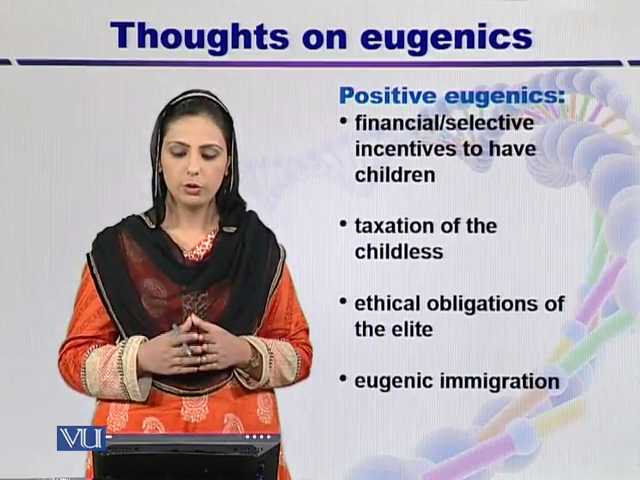 Thoughts on eugenics
Positive eugenics:
• financial/selective
incentives to have
children
• taxation of the
childless
• ethical obligations of
the elite
• eugenic immigration
VU